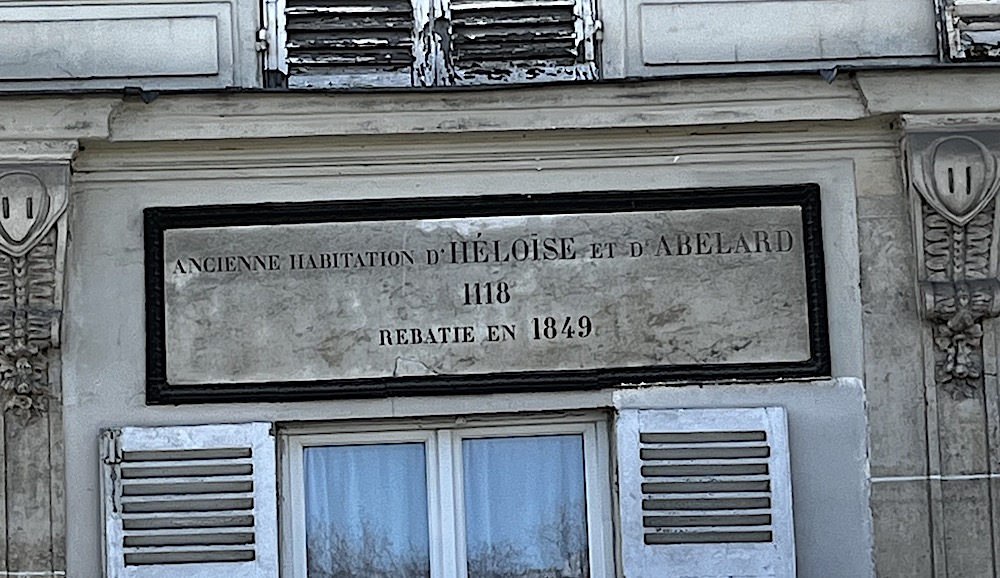 ANCIENNE HABITATION D'HÉLOÏSE ET D'ABELARD
1118
REBATIE EN 1849